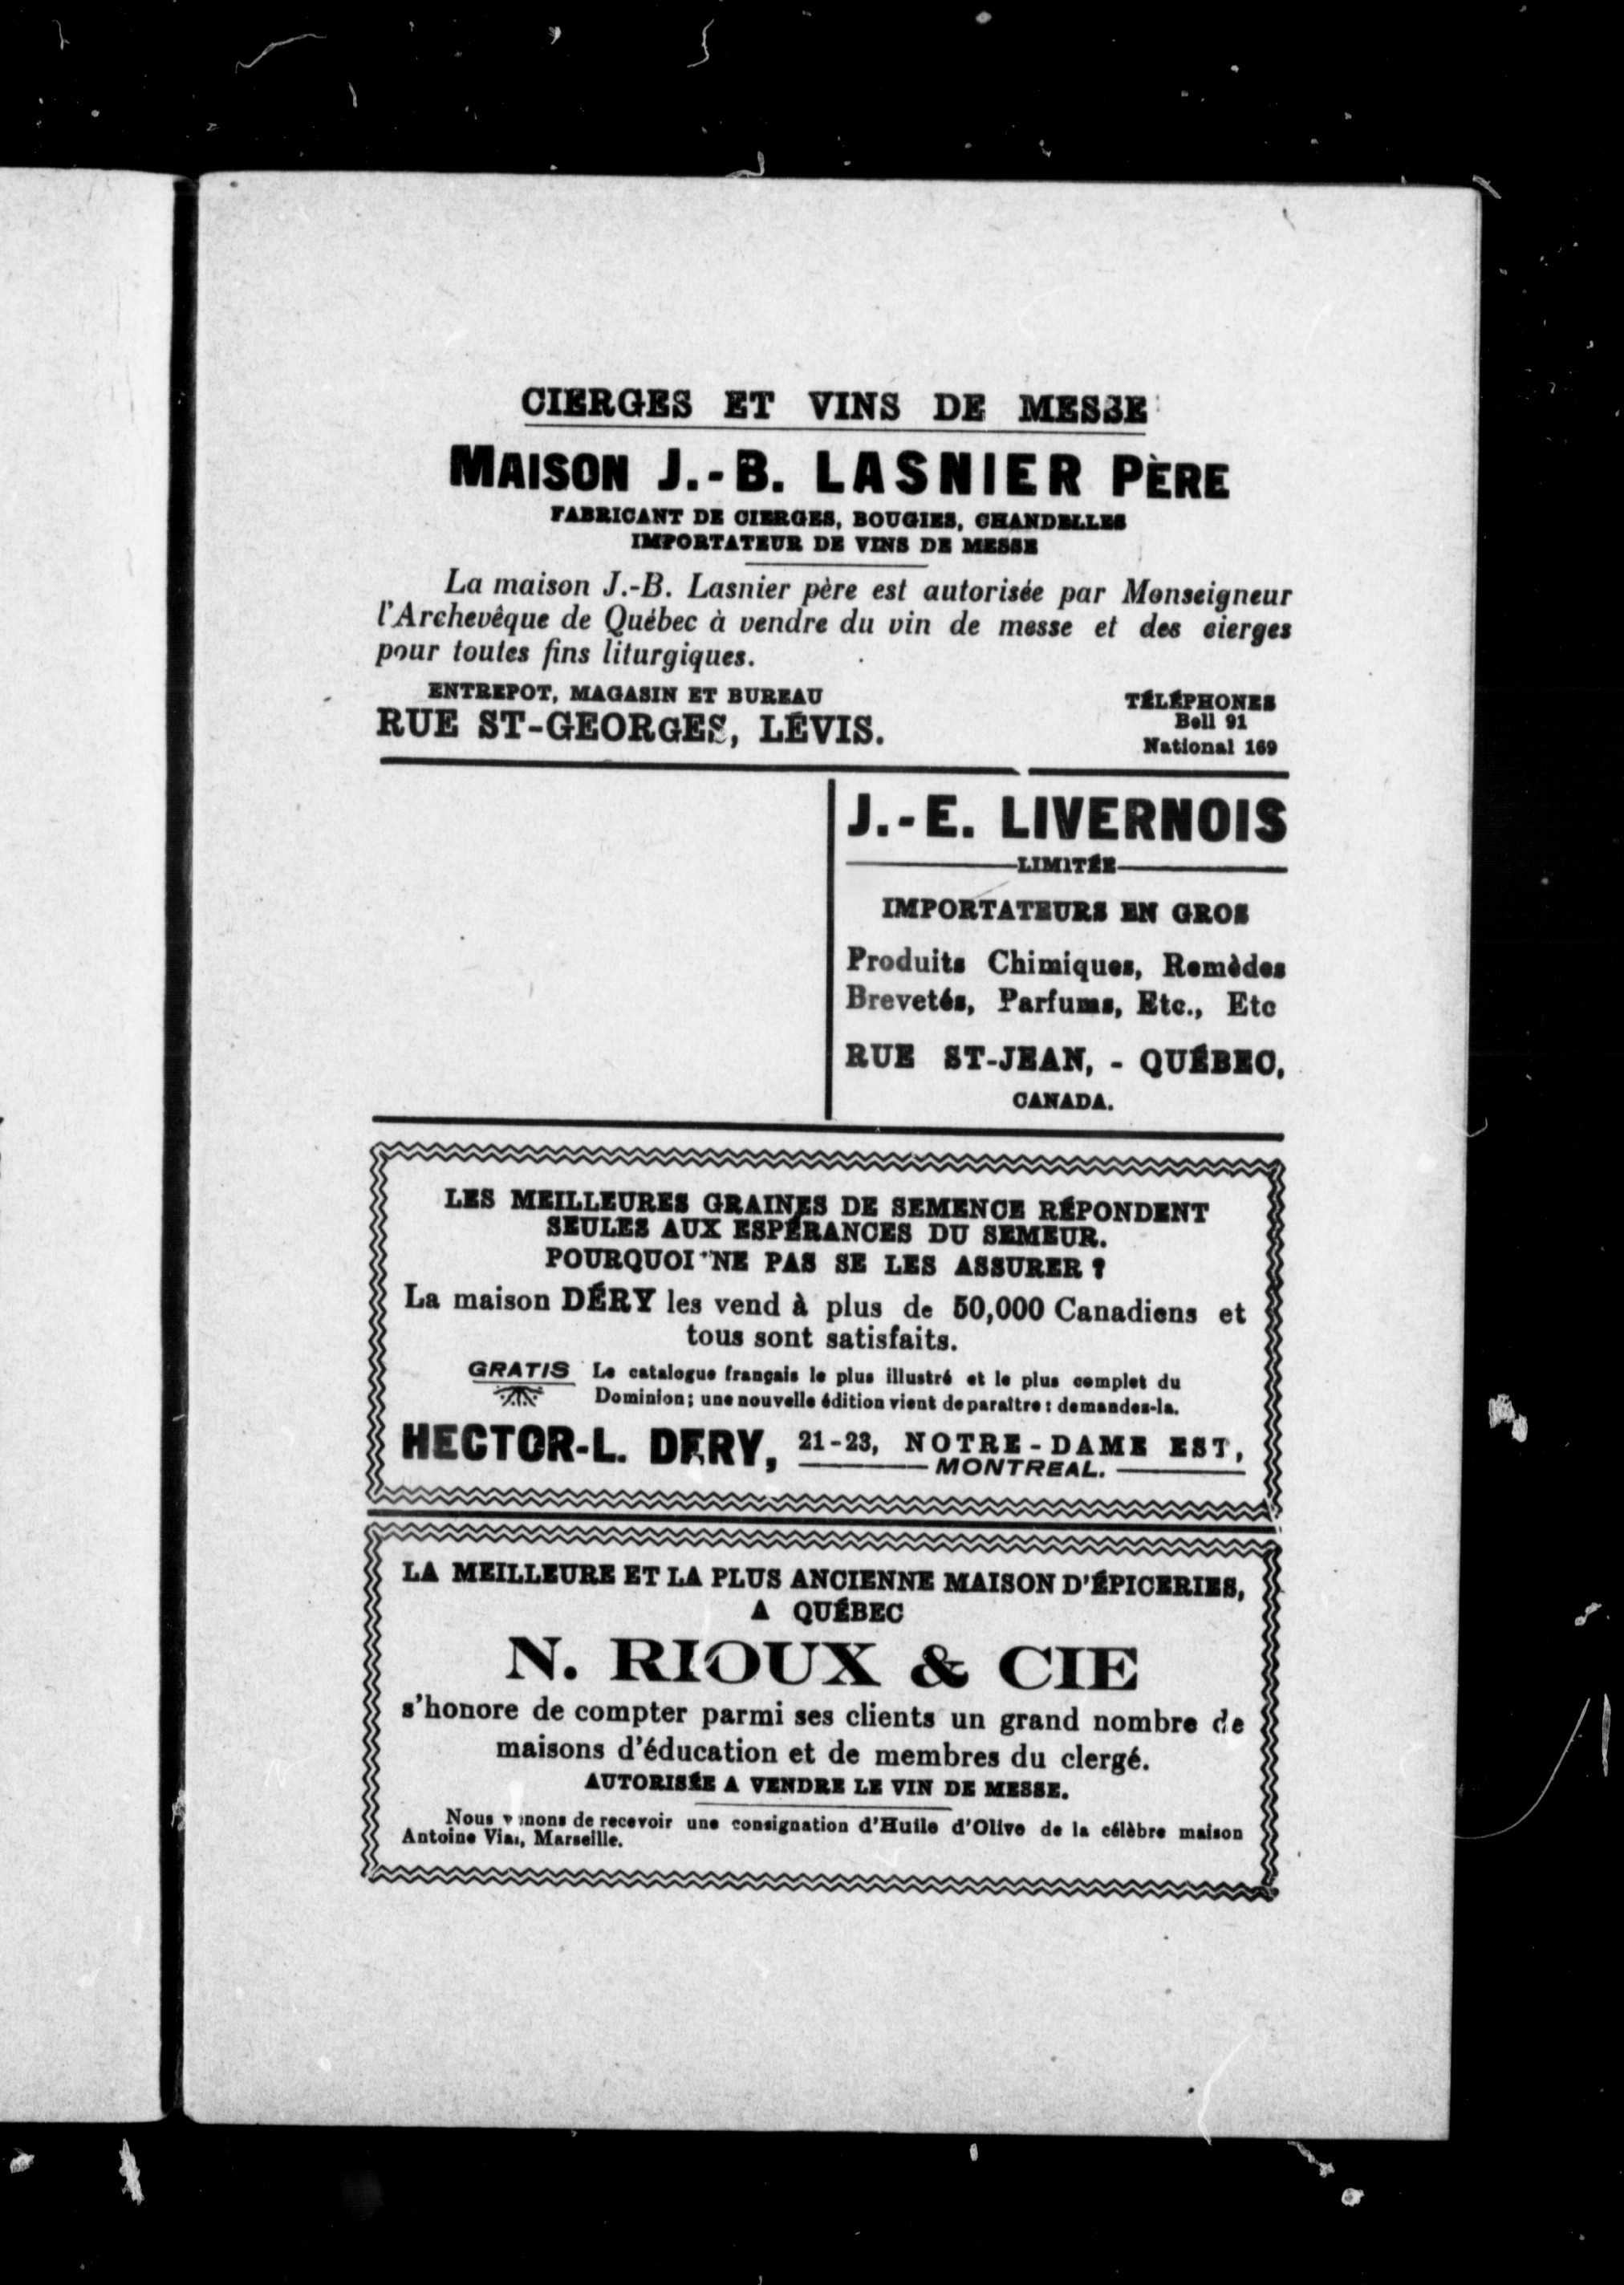 CIERGES ET VINS DE MESSE
MAISON J.-B. LASNIER PÈRE
FABRICANT DE CIERGES, BOUGIES, CHANDELLES
IMPORTATEUR DE VINS DE MESSE
La maison J.-B. Lasnier père est autorisée par Monseigneur
l'Archevêque de Québec à vendre du vin de messe et des cierges
pour toutes fins liturgiques.
ENTREPOT, MAGASIN ET BUREAU
RUE ST-GEORGES, LÉVIS.
TÉLÉPHONES
Bell 91
National 169
J.-E. LIVERNOIS
LIMITÉE
IMPORTATEURS EN GROS
Produits Chimiques, Remèdes
Brevetés, Parfums, Etc., Etc
RUE ST-JEAN, - QUÉBEC,
CANADA.
LES MEILLEURES GRAINES DE SEMENCE RÉPONDENT
SEULES AUX ESPÉRANCES DU SEMEUR.
POURQUOI NE PAS SE LES ASSURER ?
La maison DÉRY les vend à plus de 50,000 Canadiens et
tous sont satisfaits.
GRATIS Le catalogue français le plus illustré et le plus complet du
Dominion; une nouvelle édition vient de paraître: demandez-la.
HECTOR-L. DERY, 21-23, NOTRE-DAME EST,
MONTREAL.
LA MEILLEURE ET LA PLUS ANCIENNE MAISON D'ÉPICERIES,
A QUÉBEC
N. RIOUX & CIE
s'honore de compter parmi ses clients un grand nombre de
maisons d'éducation et de membres du clergé.
AUTORISÉE A VENDRE LE VIN DE MESSE.
Nous venons de recevoir une consignation d'Huile d'Olive de la célèbre maison
Antoine Vial, Marseille.